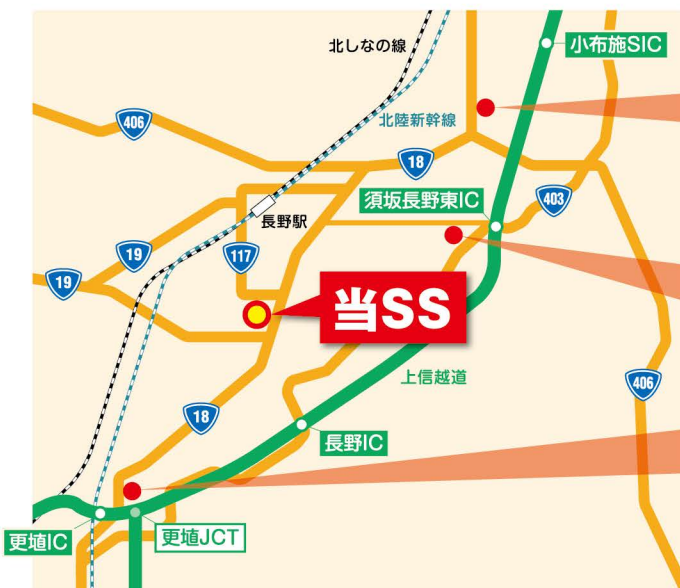 北しなの線
小布施SIC
406
北陸新幹線
18
須坂長野東IC
403
長野駅
19
117
19
当SS
上信越道
406
18
長野IC
更埴IC
更埴JCT